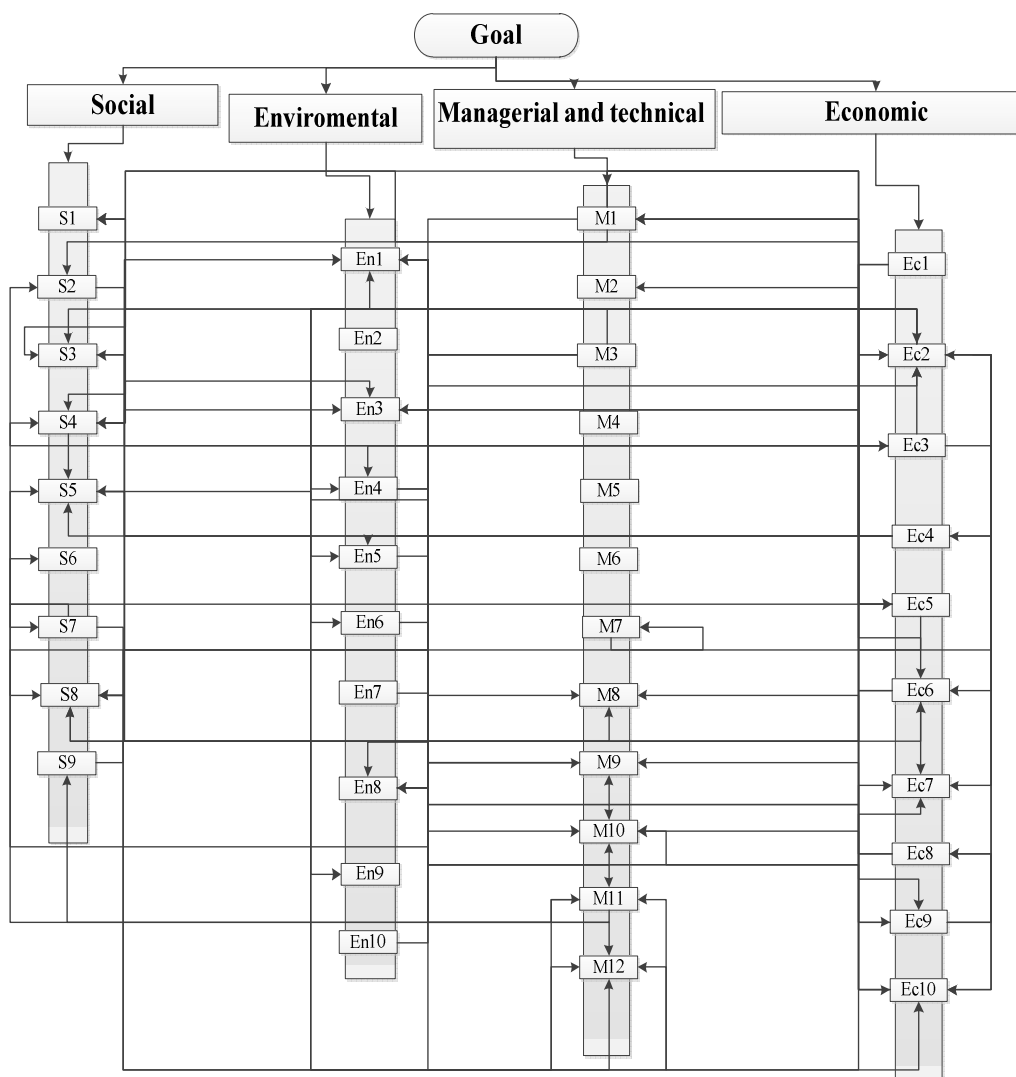 Goal
Social
Enviromental
Managerial and technical
Economic
S1
S2
S3
S4
S5
S6
S7
S8
S9
En1
En2
En3
En4
En5
En6
En7
En8
En9
En10
M1
M2
M3
M4
M5
M6
M7
M8
M9
M10
M11
M12
Ec1
Ec2
Ec3
Ec4
Ec5
Ec6
Ec7
Ec8
Ec9
Ec10